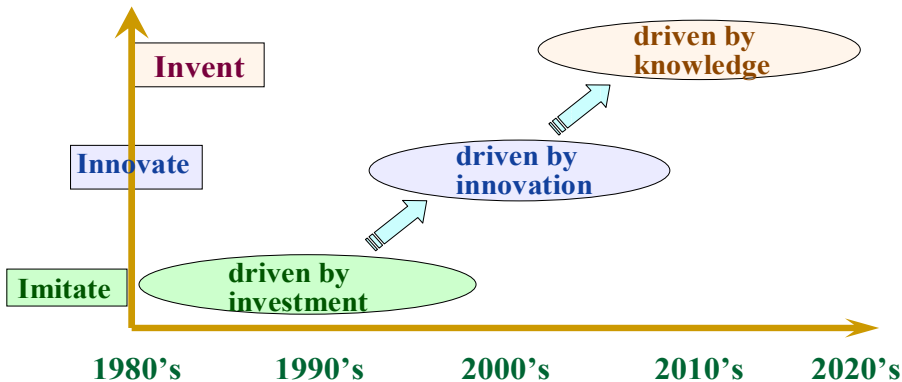 Invent
driven by
knowledge
Innovate
driven by
innovation
Imitate
driven by
investment
1980’s 1990’s 2000’s 2010’s 2020’s